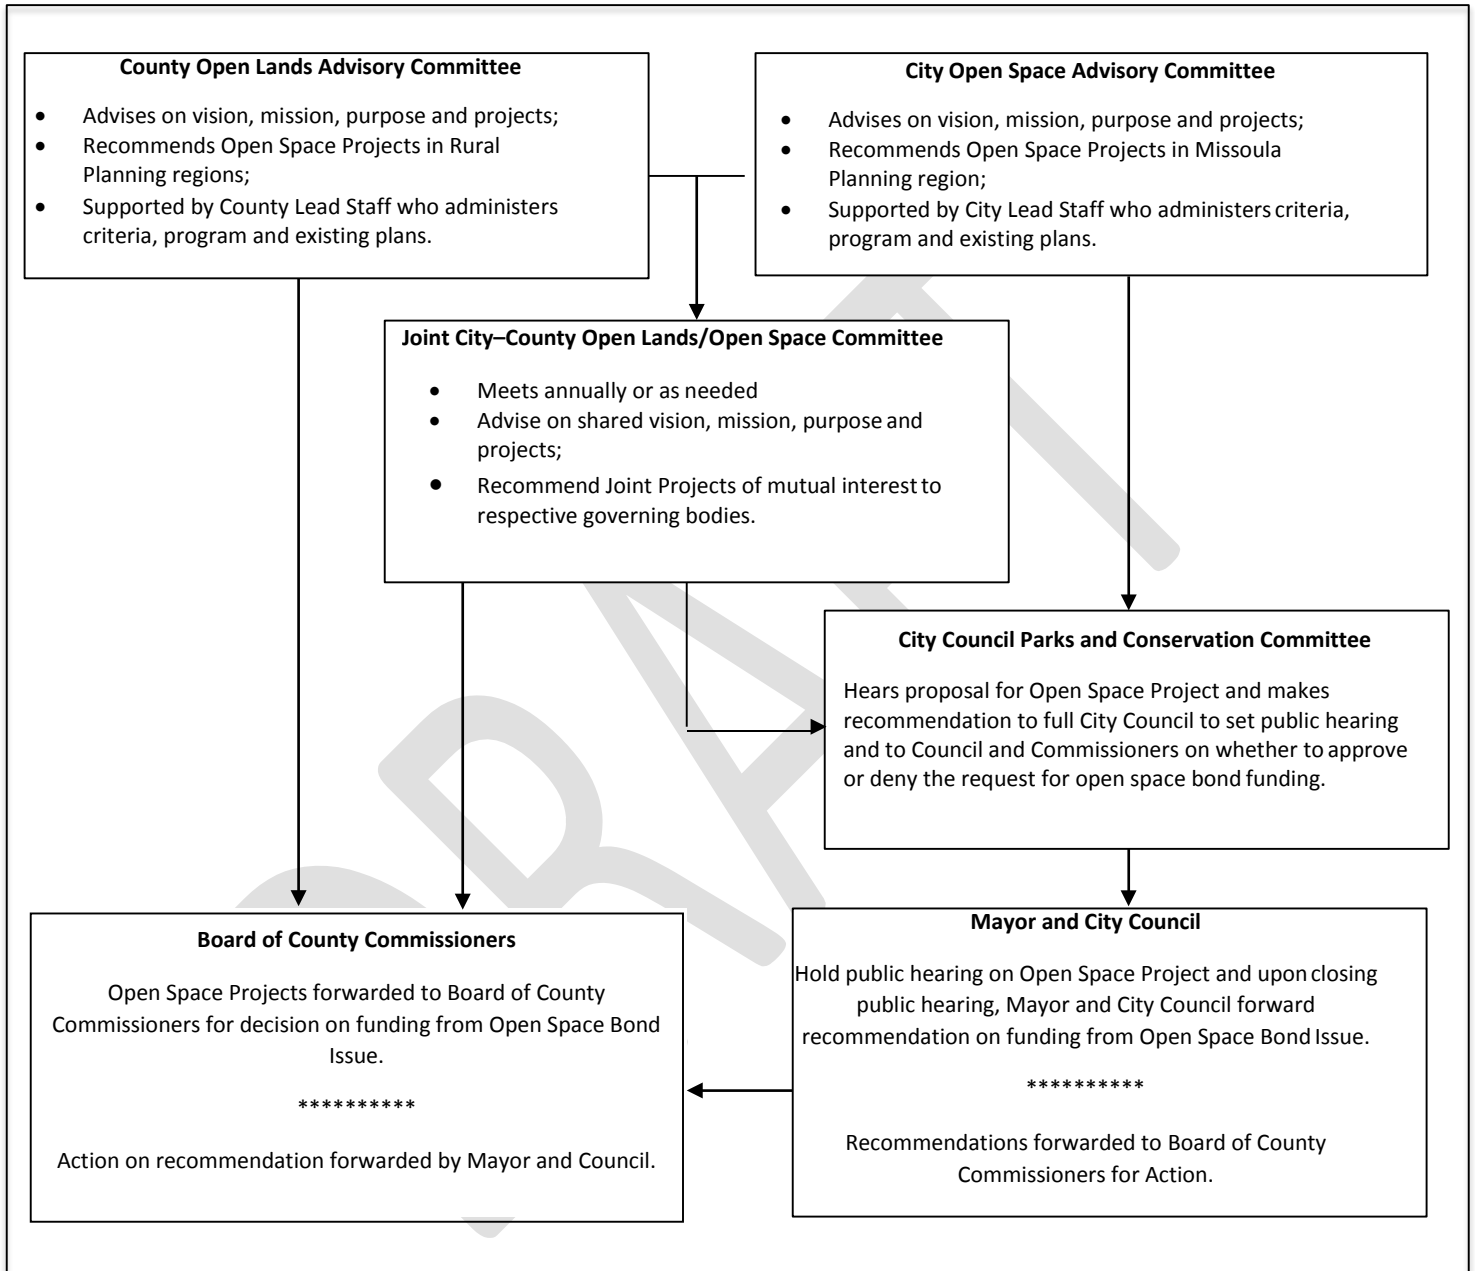 County Open Lands Advisory Committee
• Advises on vision, mission, purpose and projects;
• Recommends Open Space Projects in Rural
Planning regions;
• Supported by County Lead Staff who administers
criteria, program and existing plans.
City Open Space Advisory Committee
• Advises on vision, mission, purpose and projects;
• Recommends Open Space Projects in Missoula
Planning region;
• Supported by City Lead Staff who administers criteria,
program and existing plans.
Joint City–County Open Lands/Open Space Committee
• Meets annually or as needed
• Advise on shared vision, mission, purpose and
projects;
• Recommend Joint Projects of mutual interest to
respective governing bodies.
City Council Parks and Conservation Committee
Hears proposal for Open Space Project and makes
recommendation to full City Council to set public hearing
and to Council and Commissioners on whether to approve
or deny the request for open space bond funding.
Board of County Commissioners
Open Space Projects forwarded to Board of County
Commissioners for decision on funding from Open Space Bond
Issue.
**********
Action on recommendation forwarded by Mayor and Council.
Mayor and City Council
Hold public hearing on Open Space Project and upon closing
public hearing, Mayor and City Council forward
recommendation on funding from Open Space Bond Issue.
**********
Recommendations forwarded to Board of County
Commissioners for Action.
DRAFT